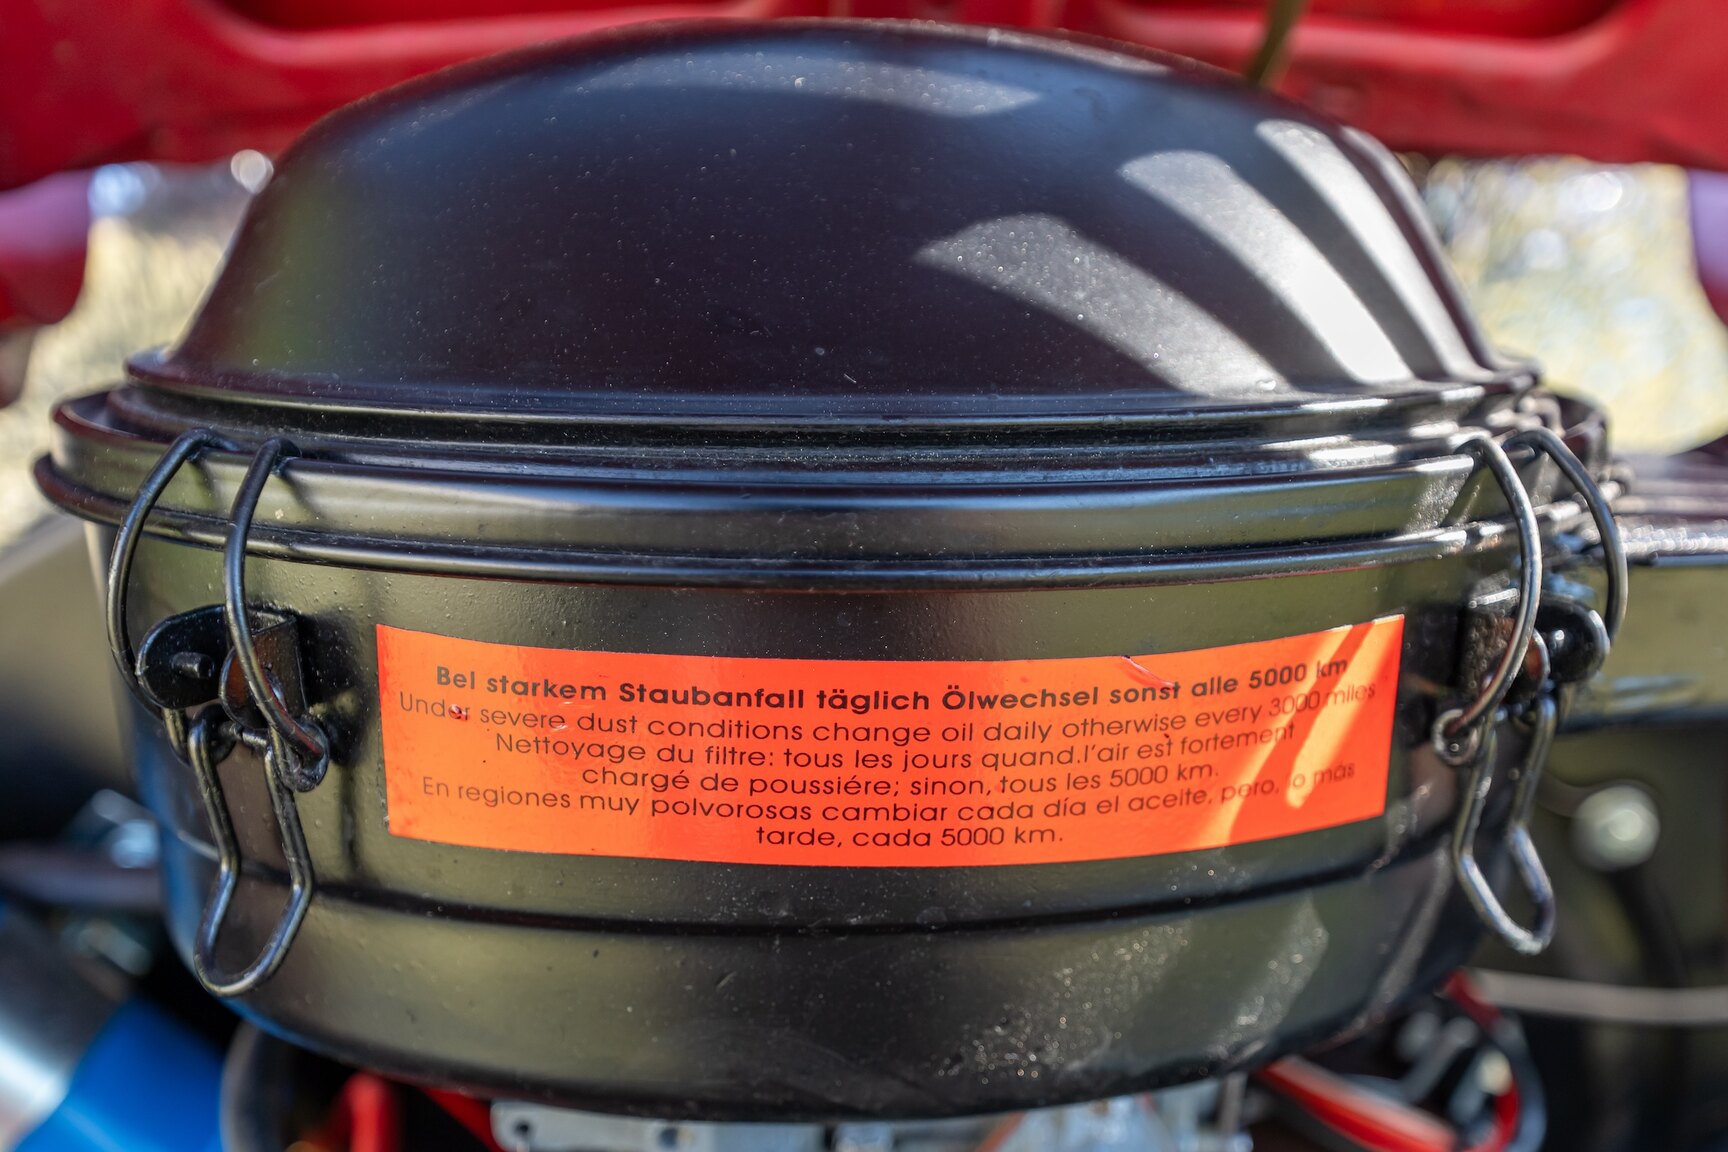 Bel starkem Staubanfall täglich Ölwechsel sonst alle 5000 km
Under severe dust conditions change oil daily otherwise every 3000 miles
Nettoyage du filtre: tous les jours quand.l'air est fortement
chargé de poussiére; sinon, tous les 5000 km.
En regiones muy polvorosas cambiar cada día el aceite, pero, lo más
tarde, cada 5000 km.